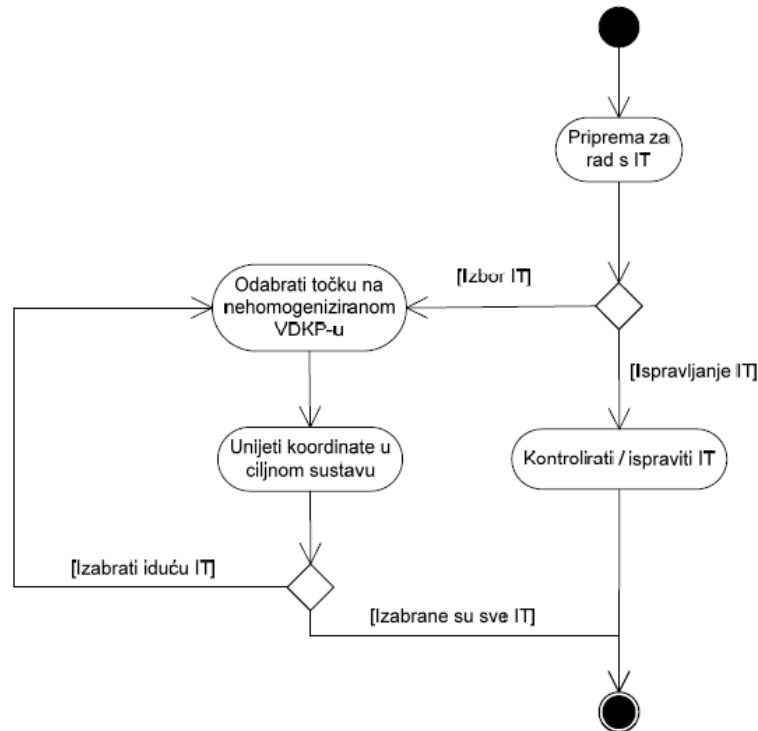 Priprema za
rad s IT
[Izbor IT]
Odabrati točku na
nehomogeniziranom
VDKP-u
[Ispravljanje IT]
Unijeti koordinate u
ciljnom sustavu
Kontrolirati / ispraviti IT
[Izabrati iduću IT]
[Izabrane su sve IT]